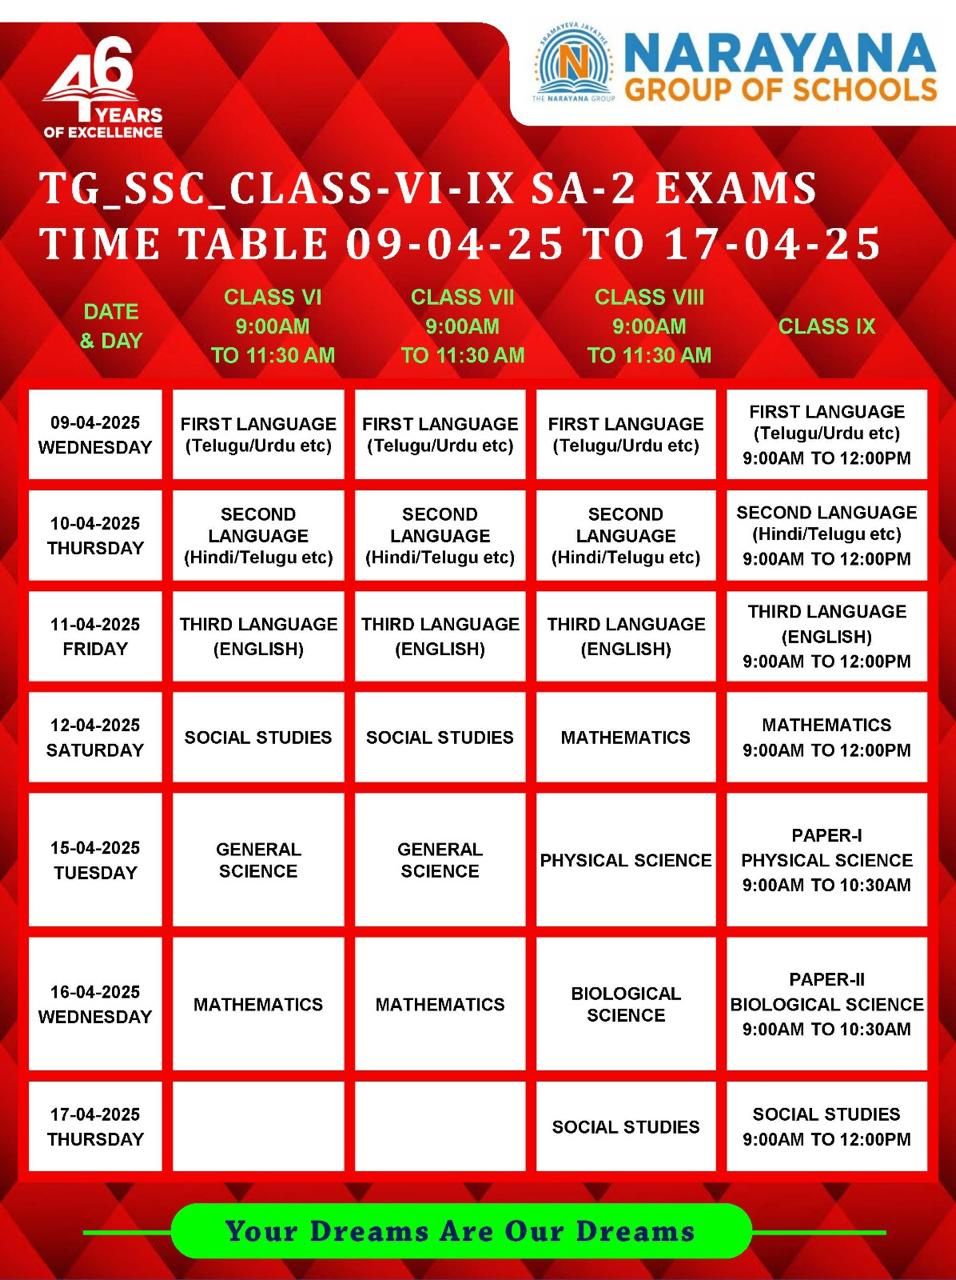 46
YEARS
OF EXCELLENCE
SRAMAYEVA JAYATHE
N
THE NARAYANA GROUP
NARAYANA
GROUP OF SCHOOLS
TG_SSC_CLASS-VI-IX SA-2 EXAMS
TIME TABLE 09-04-25 TO 17-04-25
DATE
& DAY
CLASS VI
9:00AM
TO 11:30 AM
CLASS VII
9:00AM
TO 11:30 AM
CLASS VIII
9:00AM
TO 11:30 AM
CLASS IX
09-04-2025
WEDNESDAY
FIRST LANGUAGE
(Telugu/Urdu etc)
FIRST LANGUAGE
(Telugu/Urdu etc)
FIRST LANGUAGE
(Telugu/Urdu etc)
FIRST LANGUAGE
(Telugu/Urdu etc)
9:00AM TO 12:00PM
10-04-2025
THURSDAY
SECOND
LANGUAGE
(Hindi/Telugu etc)
SECOND
LANGUAGE
(Hindi/Telugu etc)
SECOND
LANGUAGE
(Hindi/Telugu etc)
SECOND LANGUAGE
(Hindi/Telugu etc)
9:00AM TO 12:00PM
11-04-2025
FRIDAY
THIRD LANGUAGE
(ENGLISH)
THIRD LANGUAGE
(ENGLISH)
THIRD LANGUAGE
(ENGLISH)
THIRD LANGUAGE
(ENGLISH)
9:00AM TO 12:00PM
12-04-2025
SATURDAY
SOCIAL STUDIES
SOCIAL STUDIES
MATHEMATICS
MATHEMATICS
9:00AM TO 12:00PM
15-04-2025
TUESDAY
GENERAL
SCIENCE
GENERAL
SCIENCE
PHYSICAL SCIENCE
PAPER-I
PHYSICAL SCIENCE
9:00AM TO 10:30AM
16-04-2025
WEDNESDAY
MATHEMATICS
MATHEMATICS
BIOLOGICAL
SCIENCE
PAPER-II
BIOLOGICAL SCIENCE
9:00AM TO 10:30AM
17-04-2025
THURSDAY
SOCIAL STUDIES
SOCIAL STUDIES
9:00AM TO 12:00PM
Your Dreams Are Our Dreams